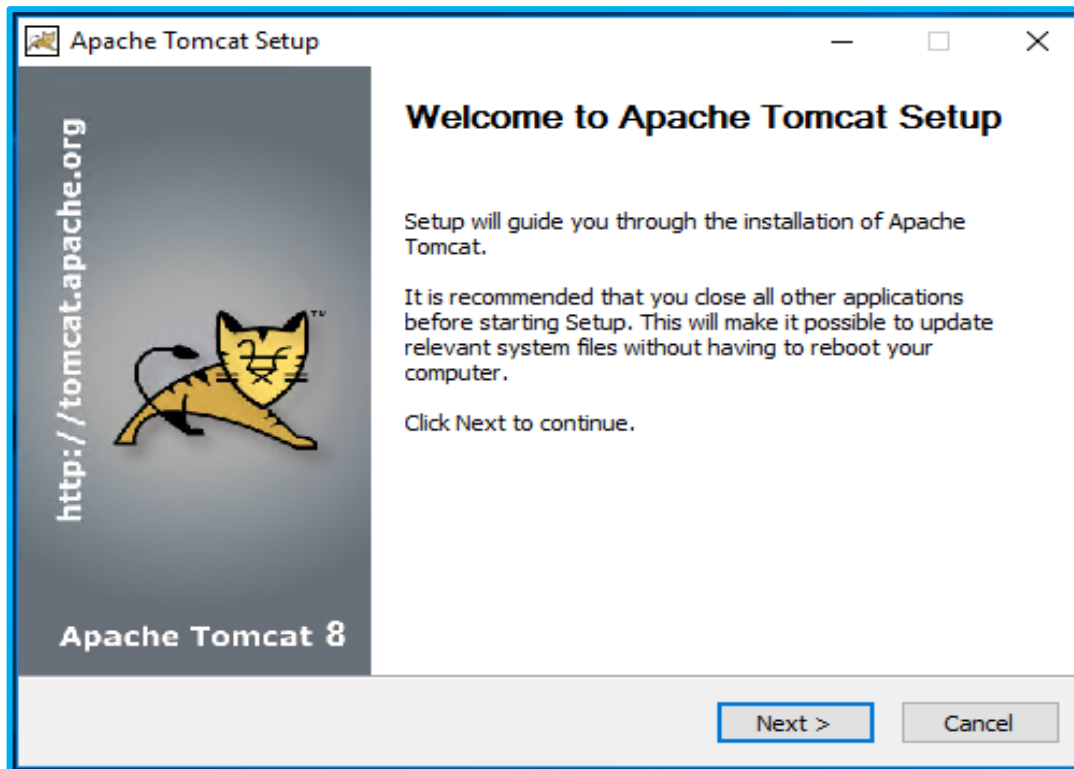 Apache Tomcat Setup
http://tomcat.apache.org
Apache Tomcat 8
Welcome to Apache Tomcat Setup
Setup will guide you through the installation of Apache
Tomcat.
It is recommended that you close all other applications
before starting Setup. This will make it possible to update
relevant system files without having to reboot your
computer.
Click Next to continue.
TM
Next >
Cancel